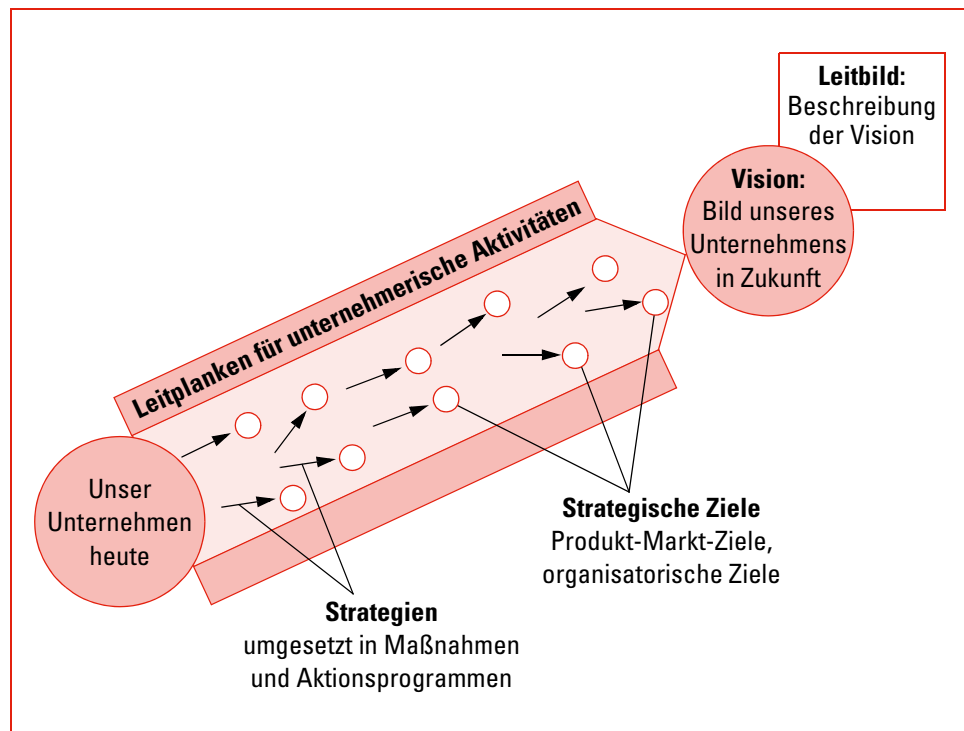 Leitbild:
Beschreibung
der Vision
Vision:
Bild unseres
Unternehmens
in Zukunft
Leitplanken für unternehmerische Aktivitäten
Unser
Unternehmen
heute
Strategische Ziele
Produkt-Markt-Ziele,
organisatorische Ziele
Strategien
umgesetzt in Maßnahmen
und Aktionsprogrammen